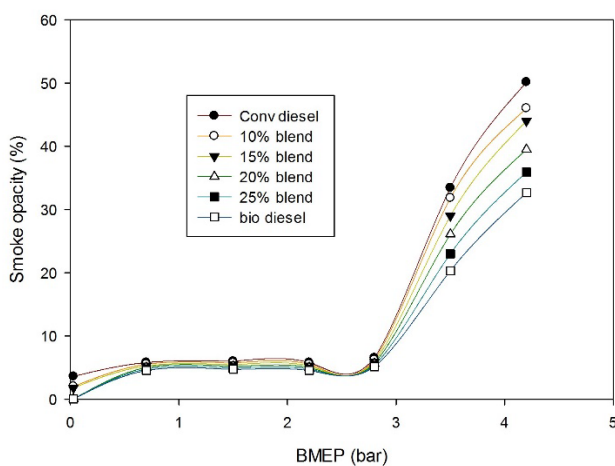 60
50
40
30
20
10
0
Smoke opacity (%)
Conv diesel
10% blend
15% blend
20% blend
25% blend
bio diesel
0 1 2 3 4 5
BMEP (bar)